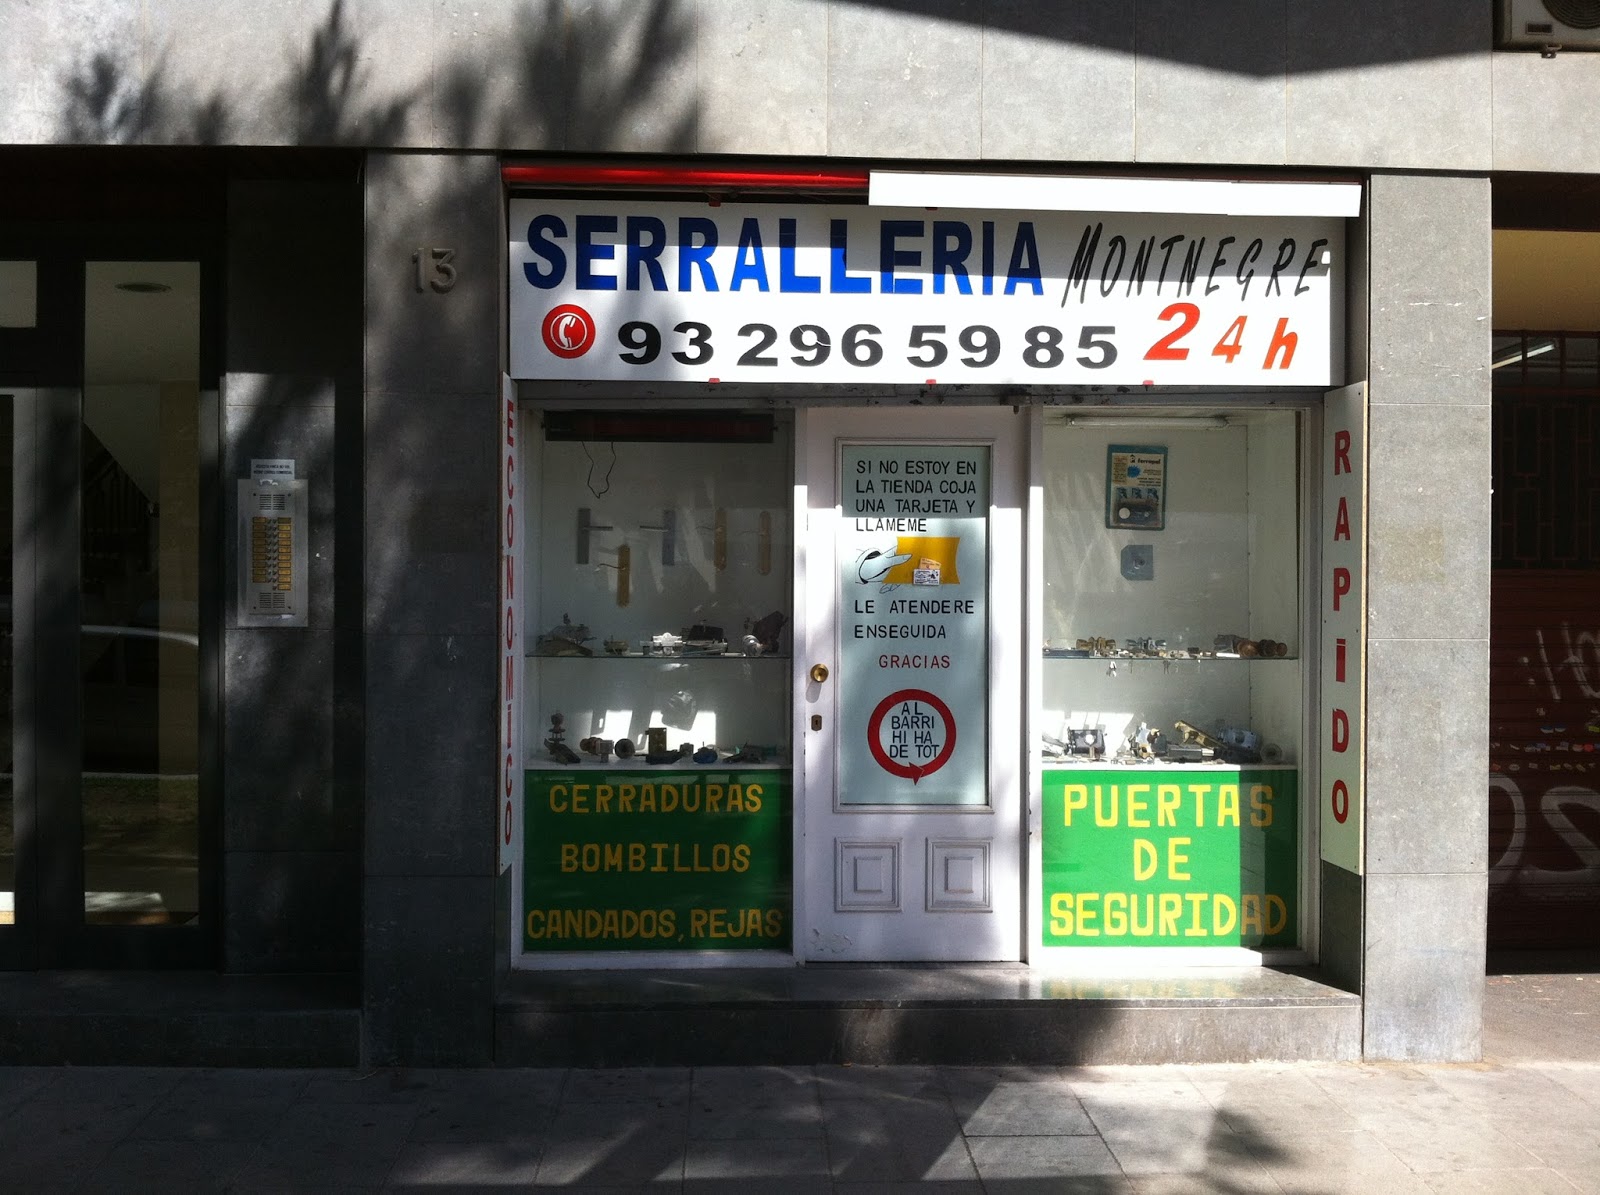 SERRALLERIA MONTNEGRE
93 296 59 85 24h
13
ECONOMICO
RAPIDO
SI NO ESTOY EN
LA TIENDA COJA
UNA TARJETA Y
LLAMEME
LE ATENDERE
ENSEGUIDA
GRACIAS
AL
BARRI
HI HA
DE TOT
CERRADURAS
BOMBILLOS
CANDADOS, REJAS
PUERTAS
DE
SEGURIDAD